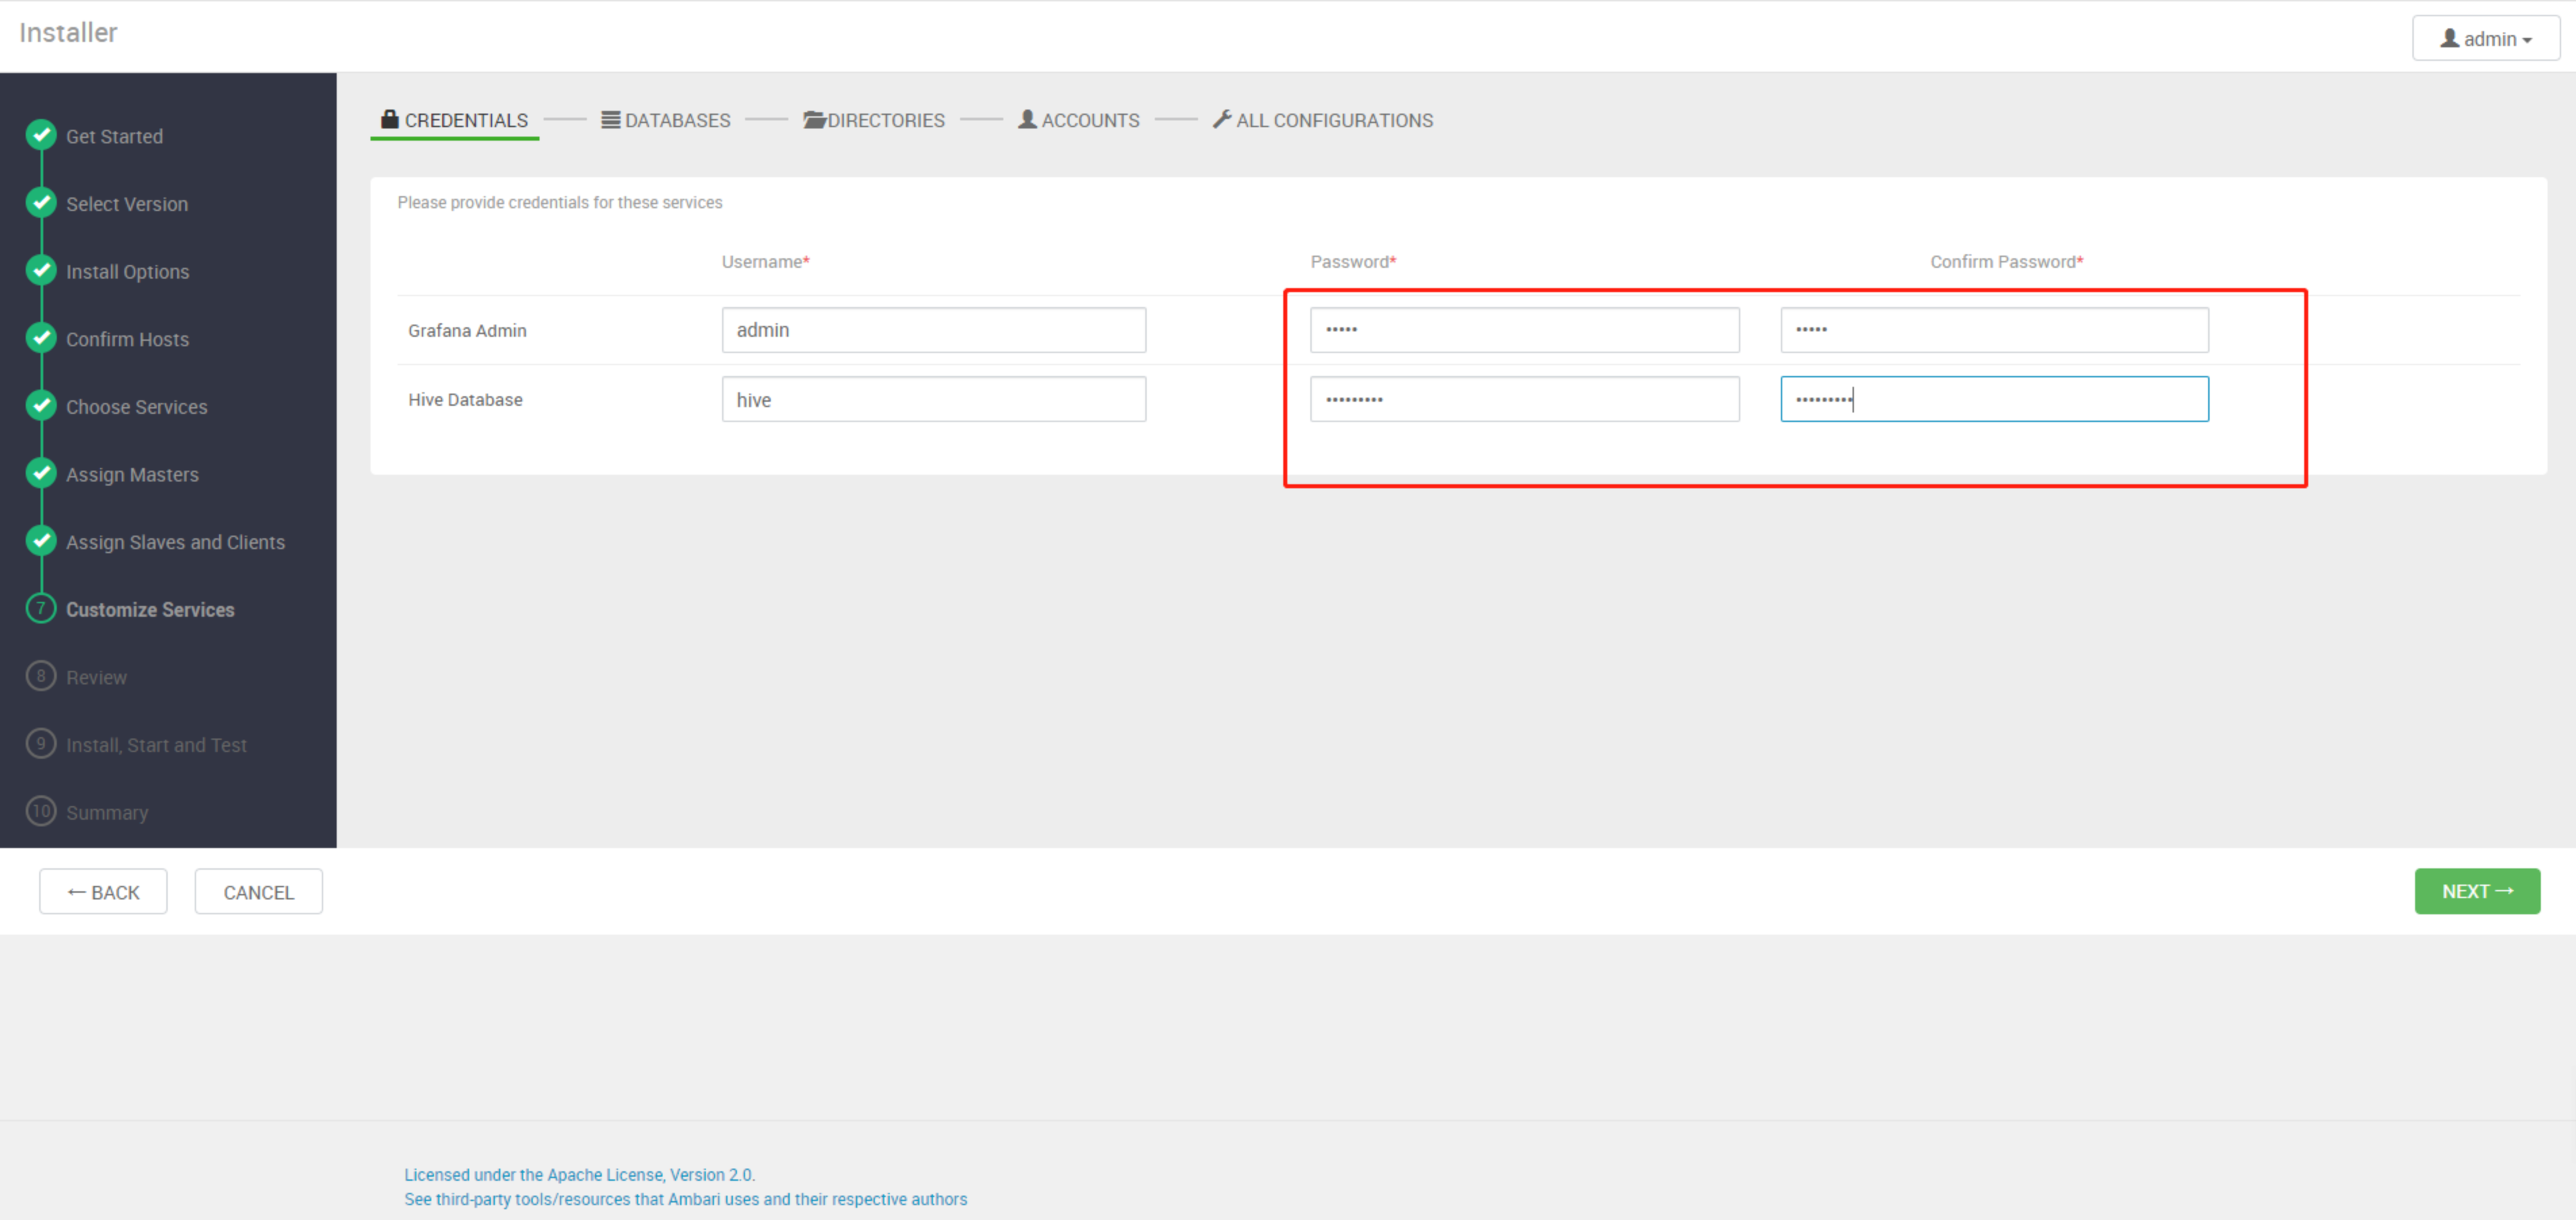 Installer
admin
Get Started
Select Version
Install Options
Confirm Hosts
Choose Services
Assign Masters
Assign Slaves and Clients
7 Customize Services
8 Review
9 Install, Start and Test
10 Summary
CREDENTIALS DATABASES DIRECTORIES ACCOUNTS ALL CONFIGURATIONS
Please provide credentials for these services
Username* Password* Confirm Password*
Grafana Admin admin ••••• •••••
Hive Database hive ••••••••• •••••••••
← BACK CANCEL NEXT →
Licensed under the Apache License, Version 2.0.
See third-party tools/resources that Ambari uses and their respective authors